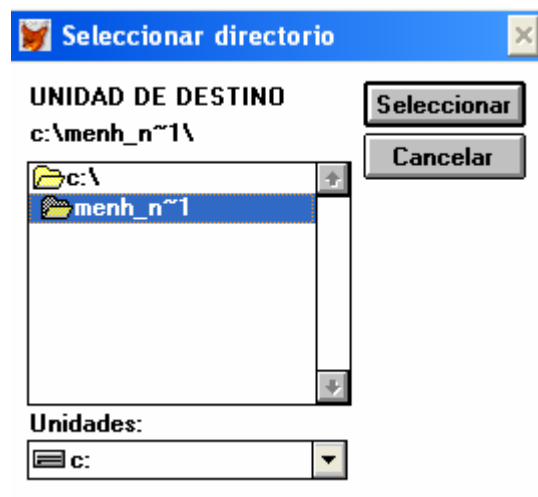 Seleccionar directorio
UNIDAD DE DESTINO
c:\menh_n~1\
Seleccionar
Cancelar
c:\
menh_n~1
Unidades:
c: